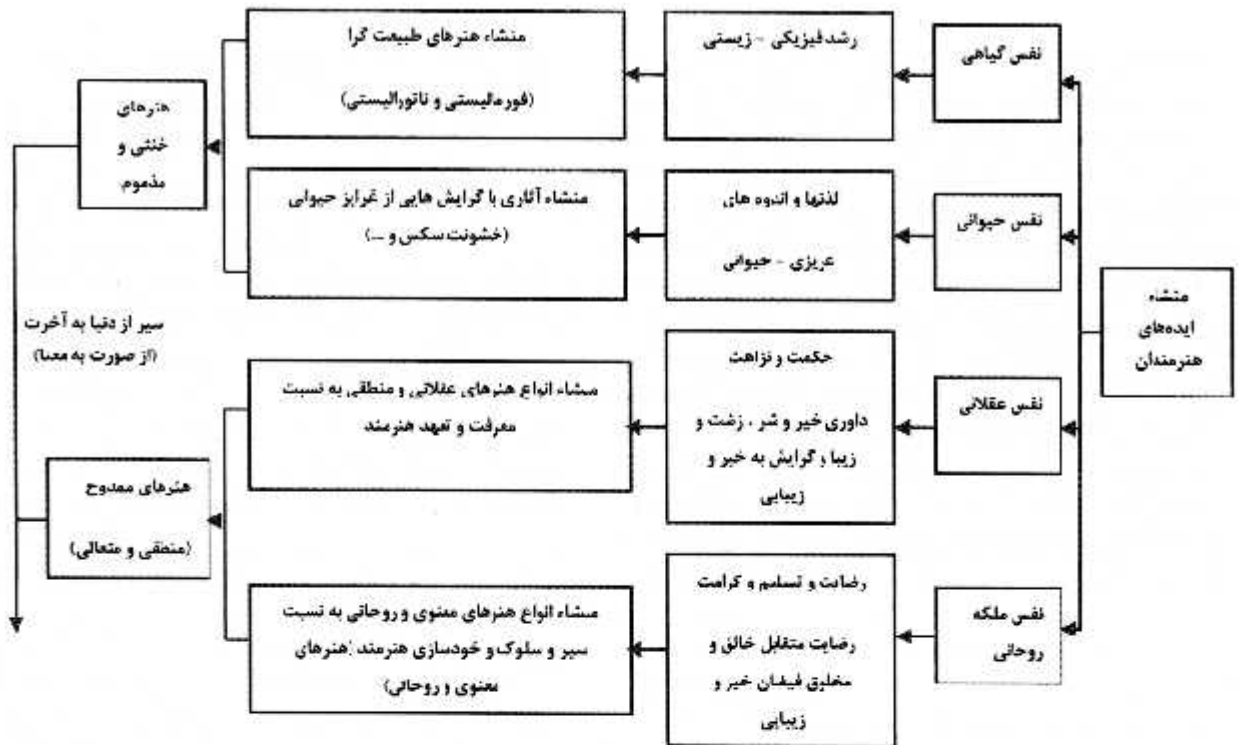 منشاء
ایده‌های
هنرمندان
نفس گیاهی
رشد فیزیکی - زیستی
منشاء هنرهای طبیعت گرا
(فورمالیستی و ناتورالیستی)
نفس حیوانی
لذتها و اندوه های
عریزی - حیوانی
منشاء آثاری با گرایش هایی از غرایز حیوانی
(خشونت سکس و ...)
هنرهای
خنثی و
مذموم
نفس عقلانی
حکمت و نزاهت
داوری خیر و شر ، زشت و
زیبا و گرایش به خیر و
زیبایی
منشاء انواع هنرهای عقلانی و منطقی به نسبت
معرفت و تعهد هنرمند
نفس ملکه
روحانی
رضایت و تسلیم و کرامت
رضایت متقابل خالق و
مخلوق فیضان خیر و
زیبایی
منشاء انواع هنرهای معنوی و روحانی به نسبت
سیر و سلوک و خودسازی هنرمند (هنرهای
معنوی و روحانی)
هنرهای ممدوح
(منطقی و متعالی)
سیر از دنیا به آخرت
(از صورت به معنا)